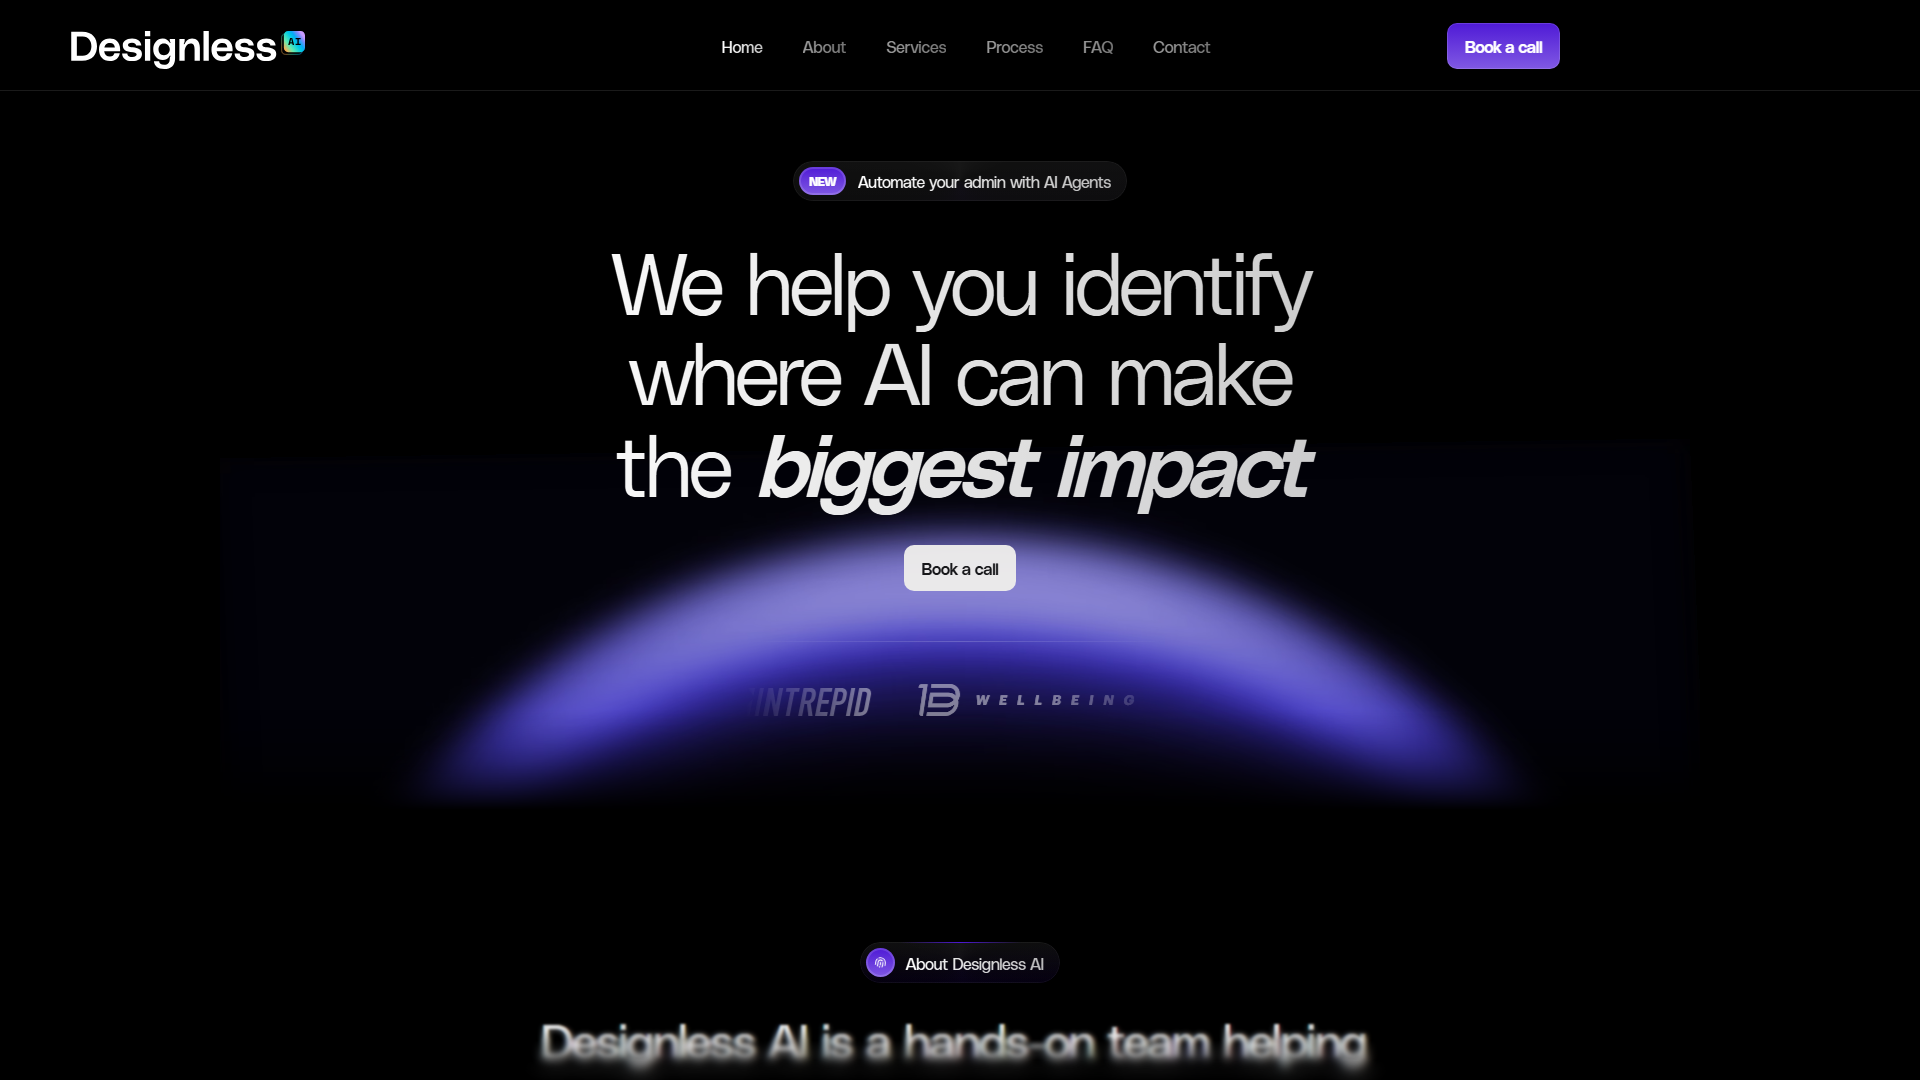 Designless AI
Home About Services Process FAQ Contact
Book a call
NEW Automate your admin with AI Agents
We help you identify
where AI can make
the biggest impact
Book a call
INTREPID WELLBEING
About Designless AI
Designless AI is a hands-on team helping